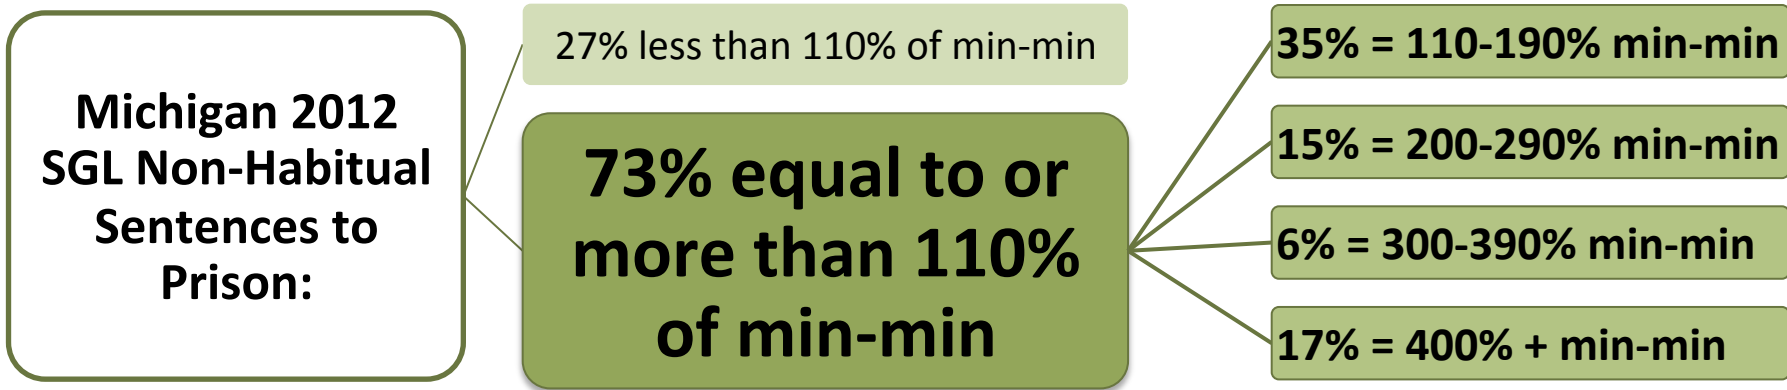 Michigan 2012
SGL Non-Habitual
Sentences to
Prison:
27% less than 110% of min-min
73% equal to or
more than 110%
of min-min
35% = 110-190% min-min
15% = 200-290% min-min
6% = 300-390% min-min
17% = 400% + min-min